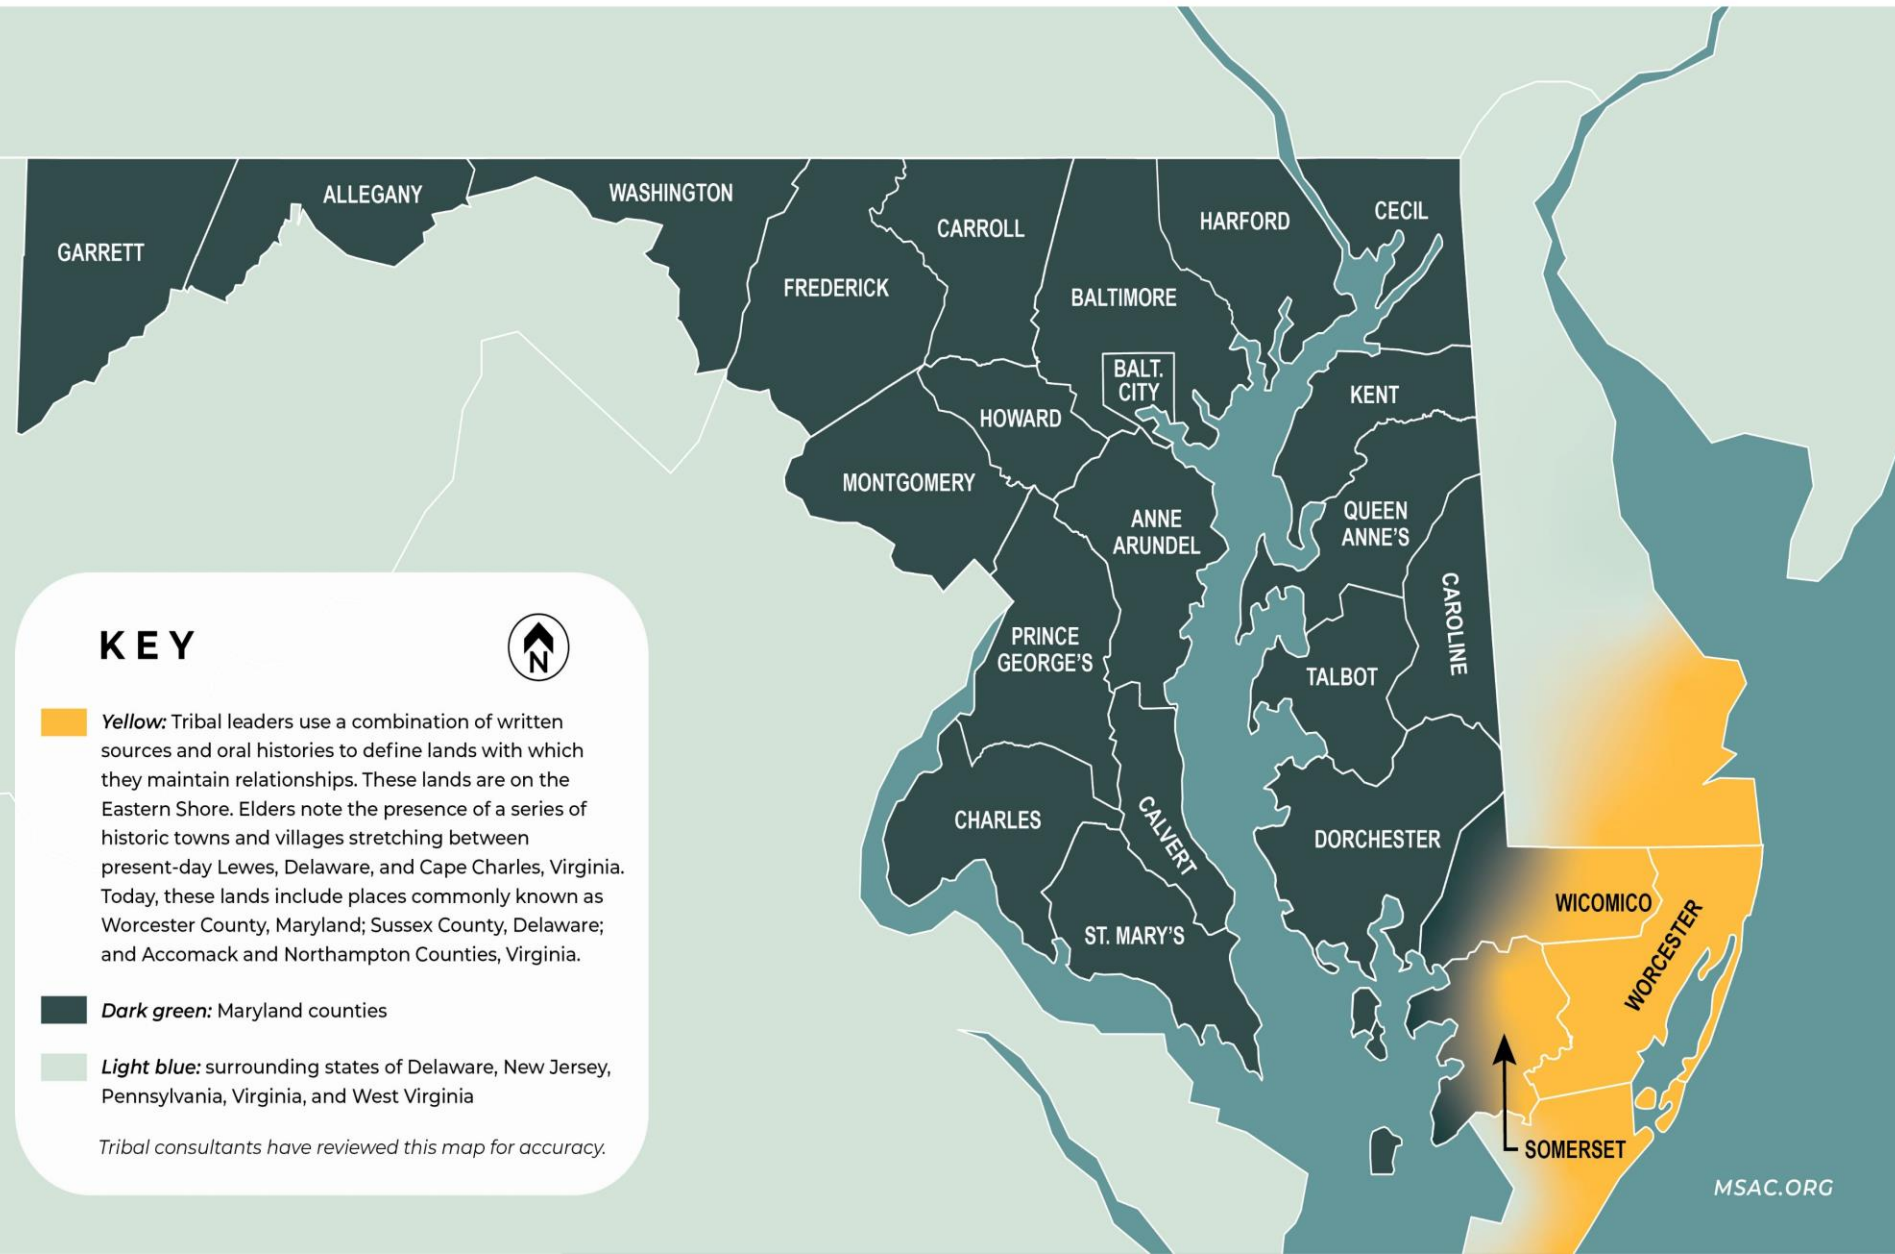 GARRETT
ALLEGANY
WASHINGTON
FREDERICK
CARROLL
BALTIMORE
HARFORD
CECIL
BALT.
CITY
HOWARD
KENT
MONTGOMERY
ANNE
ARUNDEL
QUEEN
ANNE'S
CAROLINE
PRINCE
GEORGE'S
TALBOT
CHARLES
CALVERT
DORCHESTER
ST. MARY'S
WICOMICO
WORCESTER
SOMERSET
KEY
N
Yellow: Tribal leaders use a combination of written
sources and oral histories to define lands with which
they maintain relationships. These lands are on the
Eastern Shore. Elders note the presence of a series of
historic towns and villages stretching between
present-day Lewes, Delaware, and Cape Charles, Virginia.
Today, these lands include places commonly known as
Worcester County, Maryland; Sussex County, Delaware;
and Accomack and Northampton Counties, Virginia.
Dark green: Maryland counties
Light blue: surrounding states of Delaware, New Jersey,
Pennsylvania, Virginia, and West Virginia
Tribal consultants have reviewed this map for accuracy.
MSAC.ORG